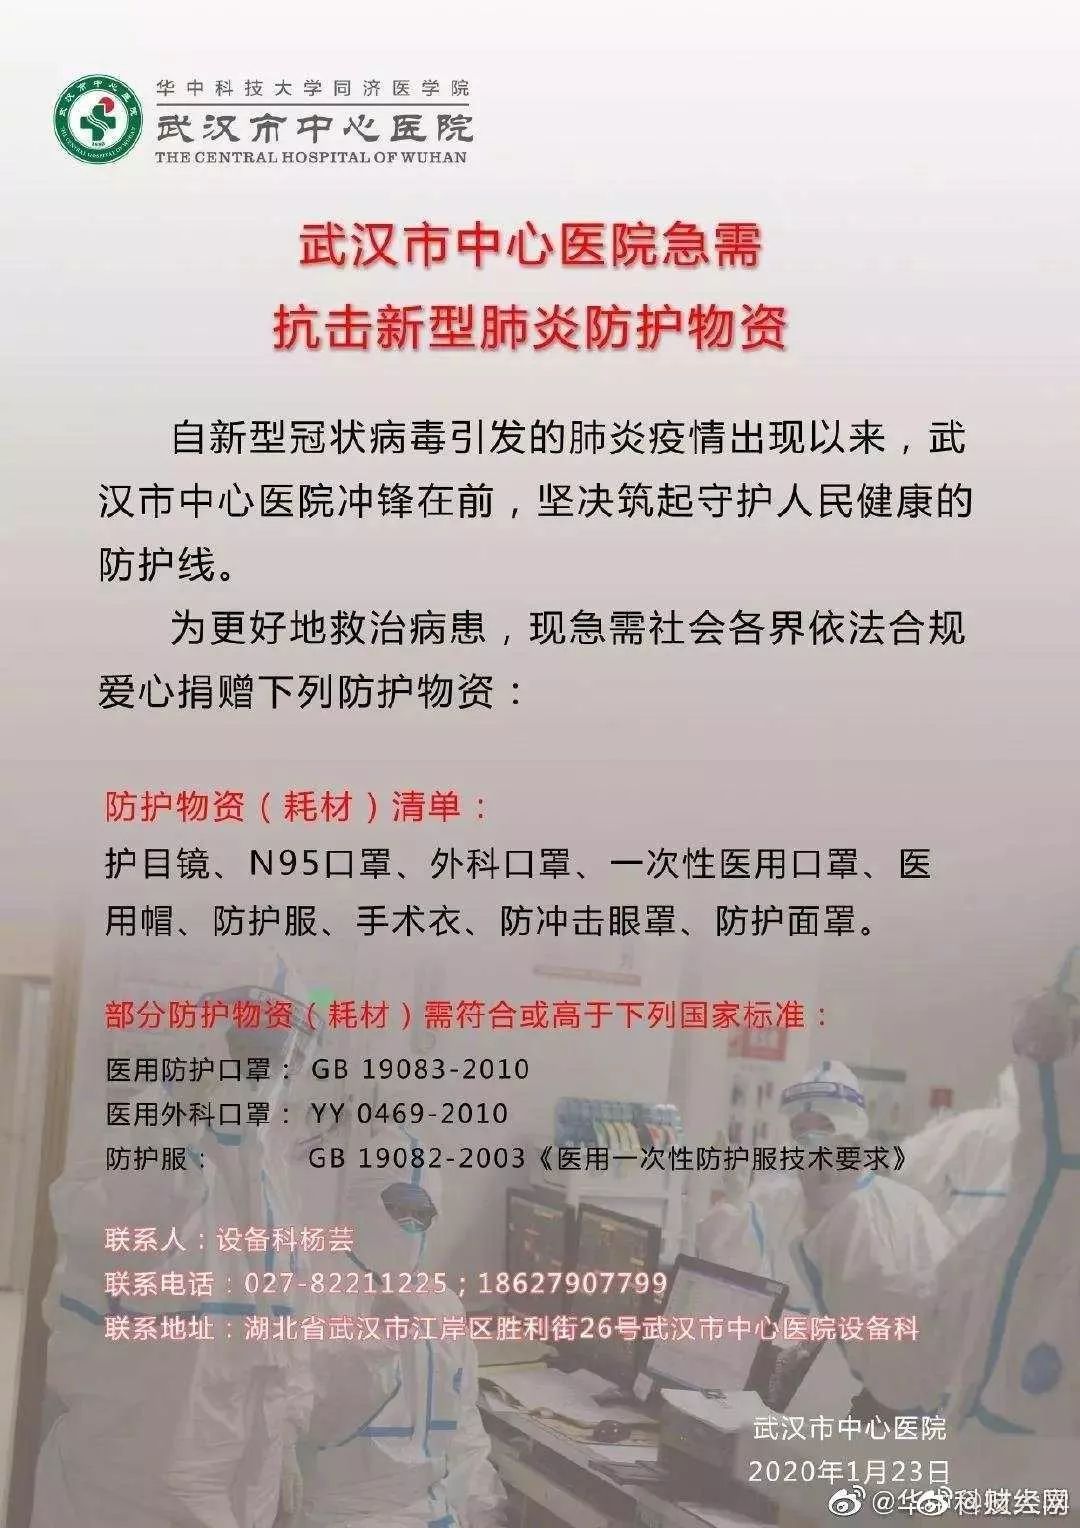 华中科技大学同济医学院
武汉市中心医院
THE CENTRAL HOSPITAL OF WUHAN
武汉市中心医院
THE CENTRAL HOSPITAL OF WUHAN
武汉市中心医院急需
抗击新型肺炎防护物资
自新型冠状病毒引发的肺炎疫情出现以来，武
汉市中心医院冲锋在前，坚决筑起守护人民健康的
防护线。
为更好地救治病患，现急需社会各界依法合规
爱心捐赠下列防护物资：
防护物资（耗材）清单：
护目镜、N95口罩、外科口罩、一次性医用口罩、医
用帽、防护服、手术衣、防冲击眼罩、防护面罩。
部分防护物资（耗材）需符合或高于下列国家标准：
医用防护口罩： GB 19083-2010
医用外科口罩： YY 0469-2010
防护服： GB 19082-2003《医用一次性防护服技术要求》
联系人：设备科杨芸
联系电话：027-82211225；18627907799
联系地址：湖北省武汉市江岸区胜利街26号武汉市中心医院设备科
武汉市中心医院
2020年1月23日